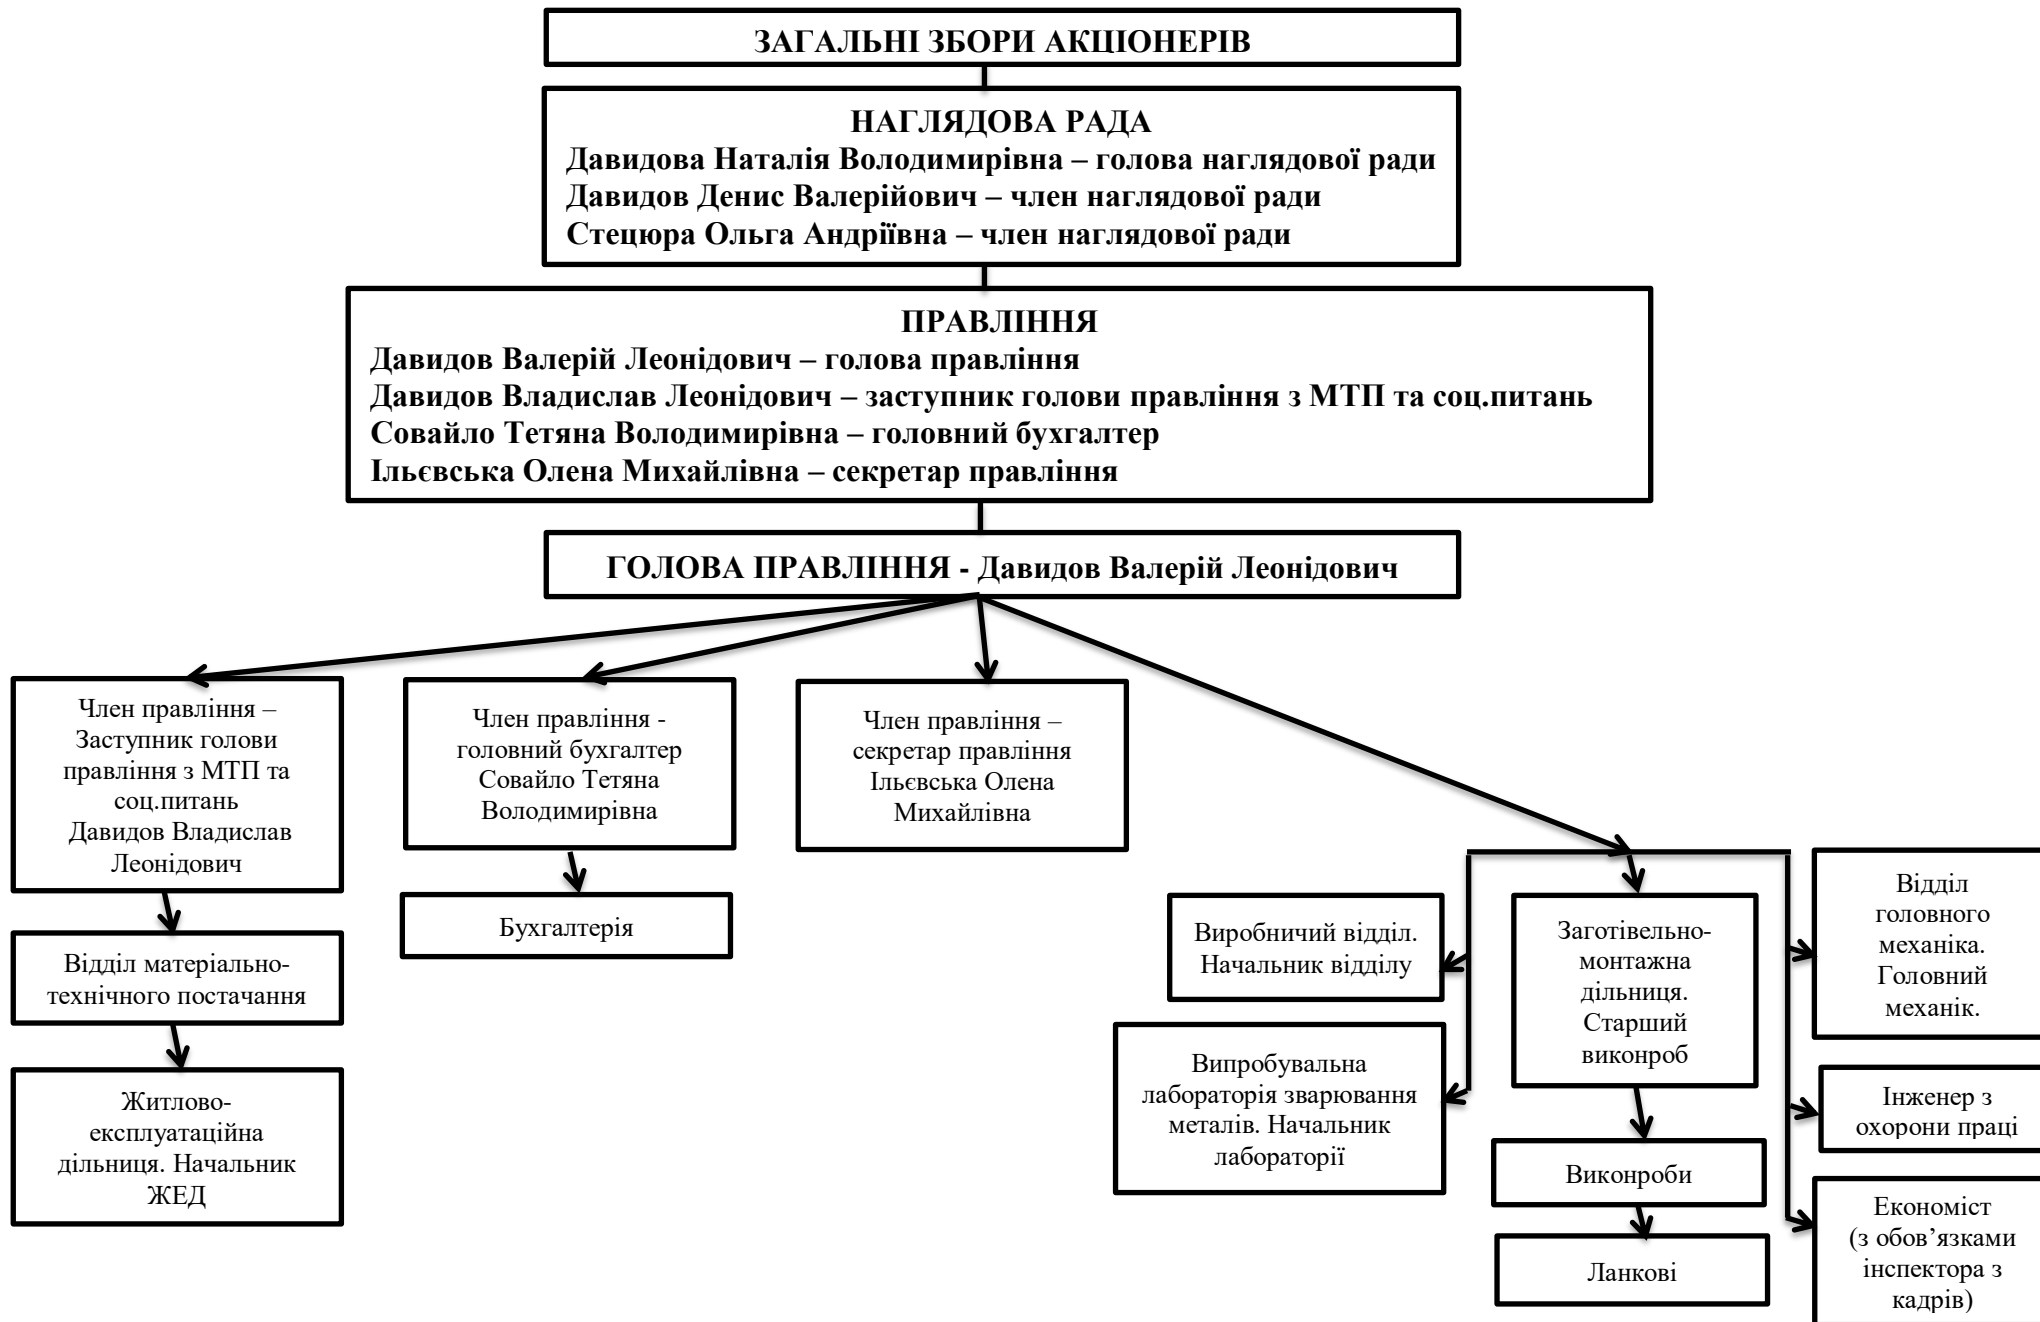 ЗАГАЛЬНІ ЗБОРИ АКЦІОНЕРІВ
НАГЛЯДОВА РАДА
Давидова Наталія Володимирівна – голова наглядової ради
Давидов Денис Валерійович – член наглядової ради
Стецюра Ольга Андріївна – член наглядової ради
ПРАВЛІННЯ
Давидов Валерій Леонідович – голова правління
Давидов Владислав Леонідович – заступник голови правління з МТП та соц.питань
Совайло Тетяна Володимирівна – головний бухгалтер
Ільєвська Олена Михайлівна – секретар правління
ГОЛОВА ПРАВЛІННЯ - Давидов Валерій Леонідович
Член правління –
Заступник голови
правління з МТП та
соц.питань
Давидов Владислав
Леонідович
Член правління -
головний бухгалтер
Совайло Тетяна
Володимирівна
Член правління –
секретар правління
Ільєвська Олена
Михайлівна
Відділ матеріально-
технічного постачання
Житлово-
експлуатаційна
дільниця. Начальник
ЖЕД
Бухгалтерія
Виробничий відділ.
Начальник відділу
Випробувальна
лабораторія зварювання
металів. Начальник
лабораторії
Заготівельно-
монтажна
дільниця.
Старший
виконроб
Виконроби
Ланкові
Відділ
головного
механіка.
Головний
механік.
Інженер з
охорони праці
Економіст
(з обов’язками
інспектора з
кадрів)